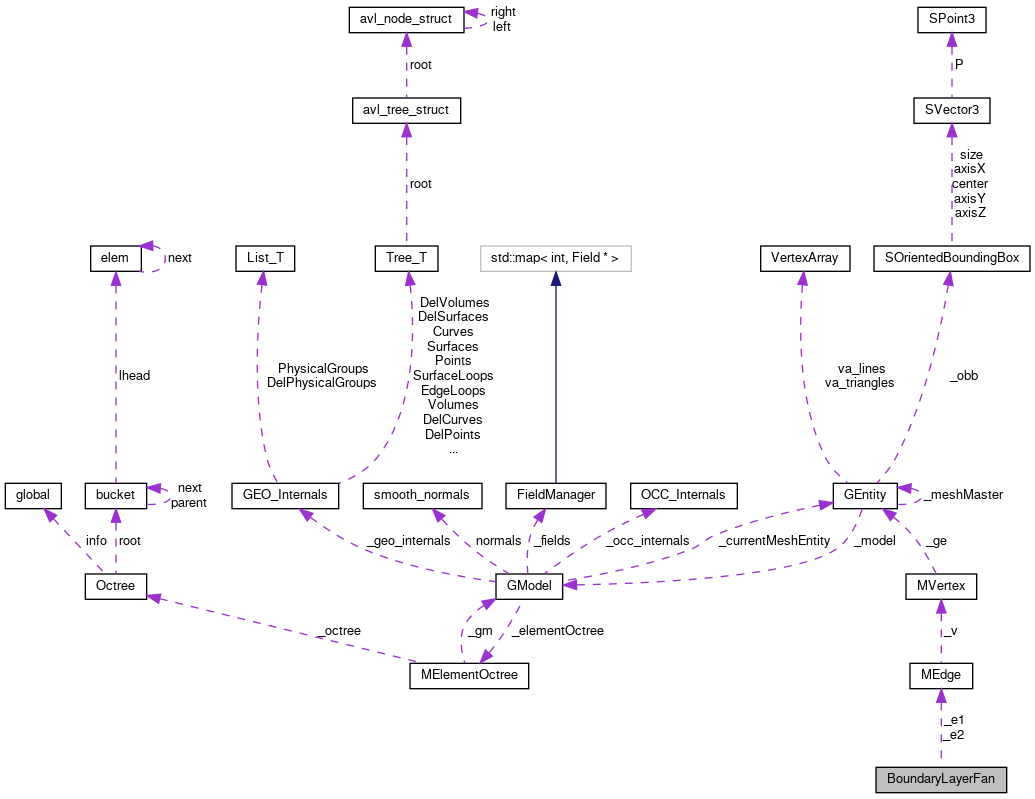 avl_node_struct
right
left
SPoint3
root
P
avl_tree_struct
SVector3
root
size
axisX
center
axisY
axisZ
elem
next
List_T
Tree_T
std::map< int, Field * >
VertexArray
SOrientedBoundingBox
lhead
PhysicalGroups
DelPhysicalGroups
DelVolumes
DelSurfaces
Curves
Surfaces
Points
SurfaceLoops
EdgeLoops
Volumes
DelCurves
DelPoints
...
va_lines
va_triangles
_obb
global
bucket
next
parent
GEO_Internals
smooth_normals
FieldManager
OCC_Internals
GEntity
_meshMaster
info
root
_geo_internals
normals
_fields
_occ_internals
_currentMeshEntity
_model
_ge
Octree
GModel
MVertex
_octree
_gm
_elementOctree
_v
MElementOctree
MEdge
_e1
_e2
BoundaryLayerFan